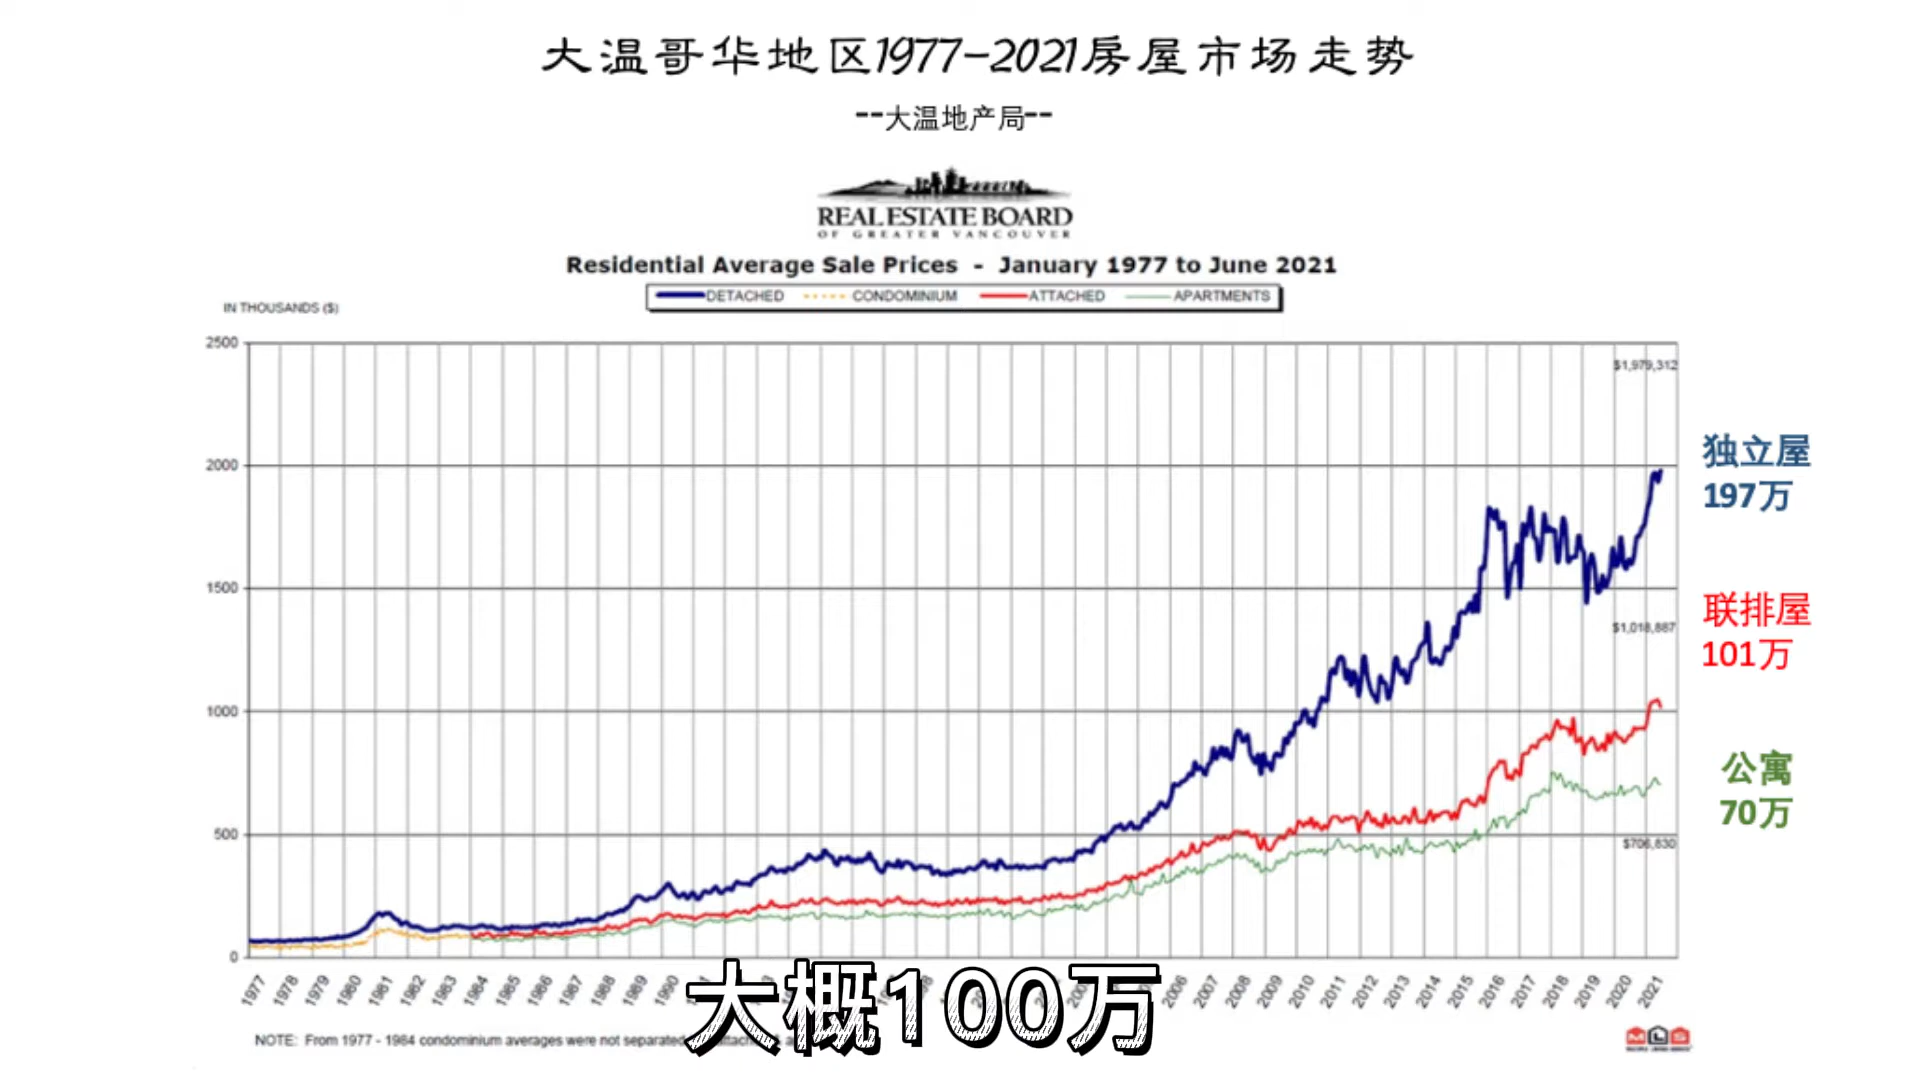 大温哥华地区1977-2021房屋市场走势
--大温地产局--
REAL ESTATE BOARD
OF GREATER VANCOUVER
Residential Average Sale Prices - January 1977 to June 2021
DETACHED CONDOMINIUM ATTACHED APARTMENTS
IN THOUSANDS ($)
2500
$1,979,312
独立屋
197万
2000
1500
联排屋
$1,018,887
101万
1000
公寓
70万
500
$706,830
0
1977 1978 1979 1980 1981 1982 1983 1984 1985 1986 1987 1988 1989 1990 2006 2007 2008 2009 2010 2011 2012 2013 2014 2015 2016 2017 2018 2019 2020 2021
大概100万
NOTE: From 1977 - 1984 condominium averages were not separated
MLS